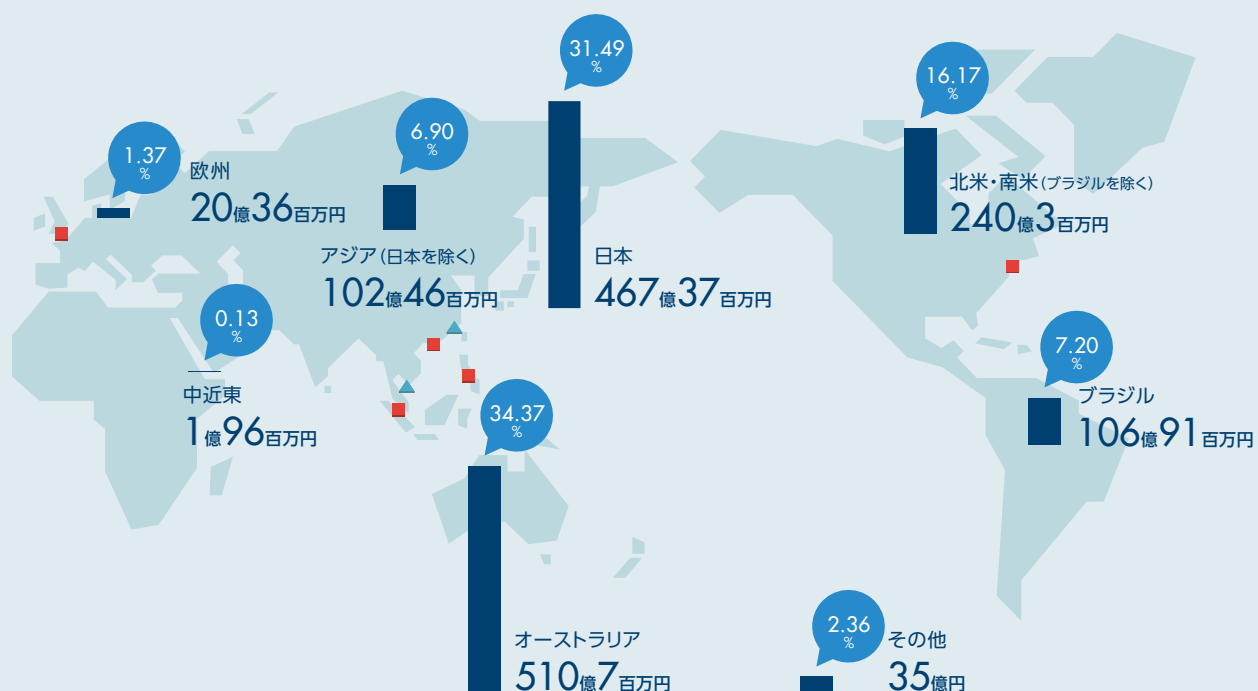 31.49
%
16.17
%
6.90
%
1.37
%
欧州
20億36百万円
北米・南米(ブラジルを除く)
240億3百万円
アジア(日本を除く)
102億46百万円
日本
467億37百万円
0.13
%
中近東
1億96百万円
7.20
%
ブラジル
106億91百万円
34.37
%
オーストラリア
510億7百万円
2.36
%
その他
35億円